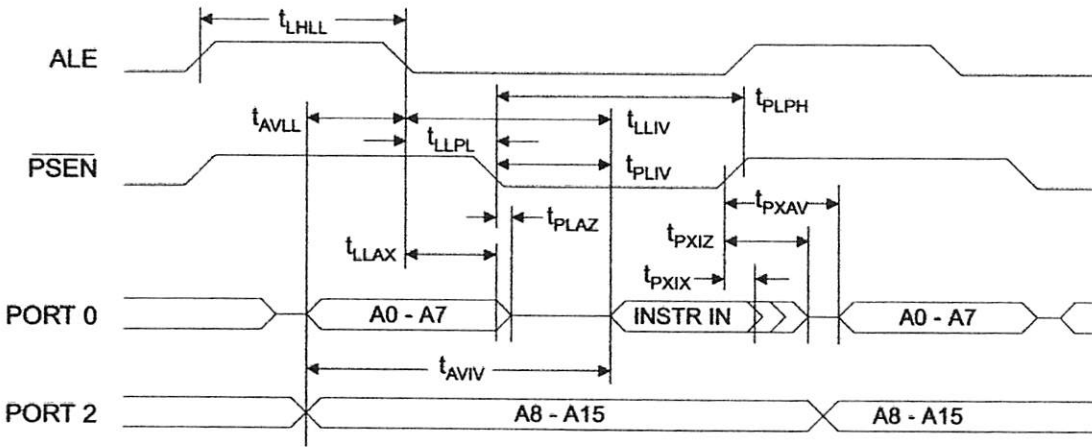 tLHLL
ALE
tPLPH
tAVLL
tLLIV
tLLPL
PSEN
tPLIV
tPXAV
tPLAZ
tPXIZ
tLLAX
tPXIX
PORT 0
A0 - A7
INSTR IN
A0 - A7
tAVIV
PORT 2
A8 - A15
A8 - A15